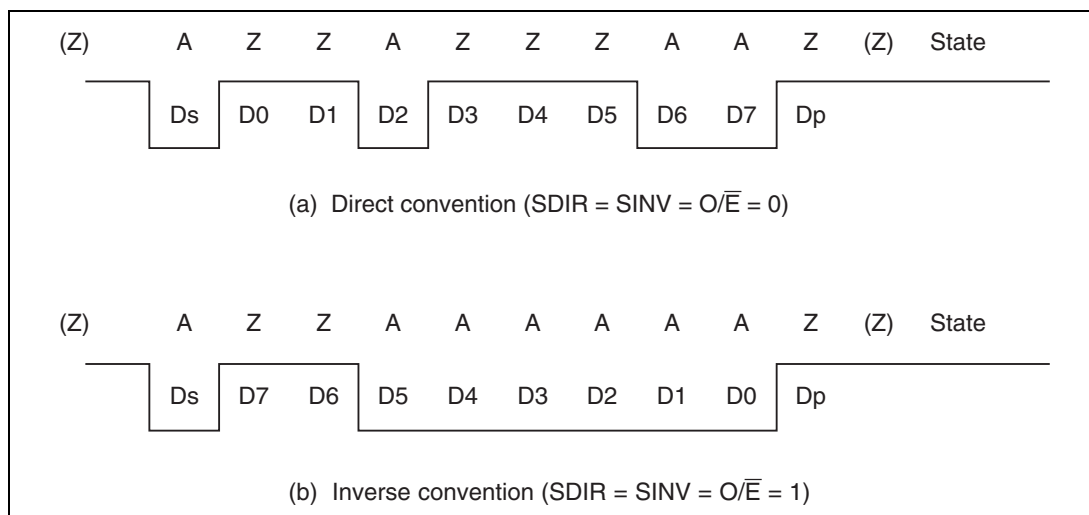 (Z) A Z Z A Z Z Z A A Z (Z) State
Ds D0 D1 D2 D3 D4 D5 D6 D7 Dp
(a) Direct convention (SDIR = SINV = O/E̅ = 0)
(Z) A Z Z A A A A A A Z (Z) State
Ds D7 D6 D5 D4 D3 D2 D1 D0 Dp
(b) Inverse convention (SDIR = SINV = O/E̅ = 1)